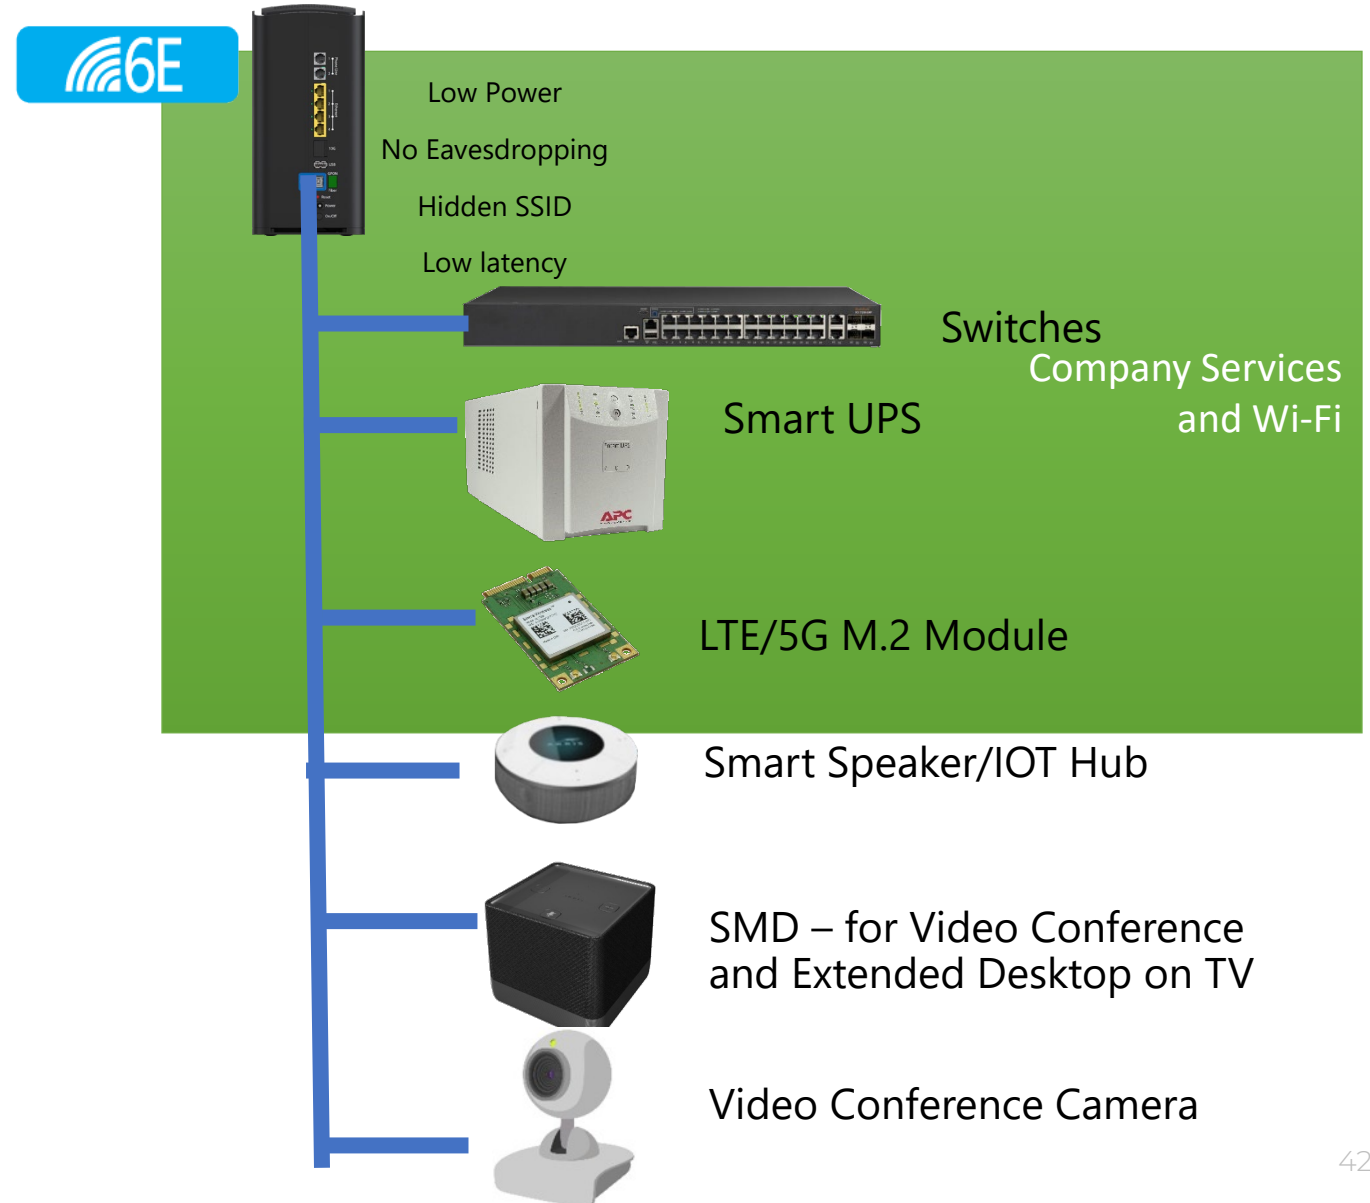 6E
Low Power
No Eavesdropping
Hidden SSID
Low latency
Switches
Company Services
and Wi-Fi
Smart UPS
APC
LTE/5G M.2 Module
Smart Speaker/IOT Hub
SMD – for Video Conference
and Extended Desktop on TV
Video Conference Camera
42